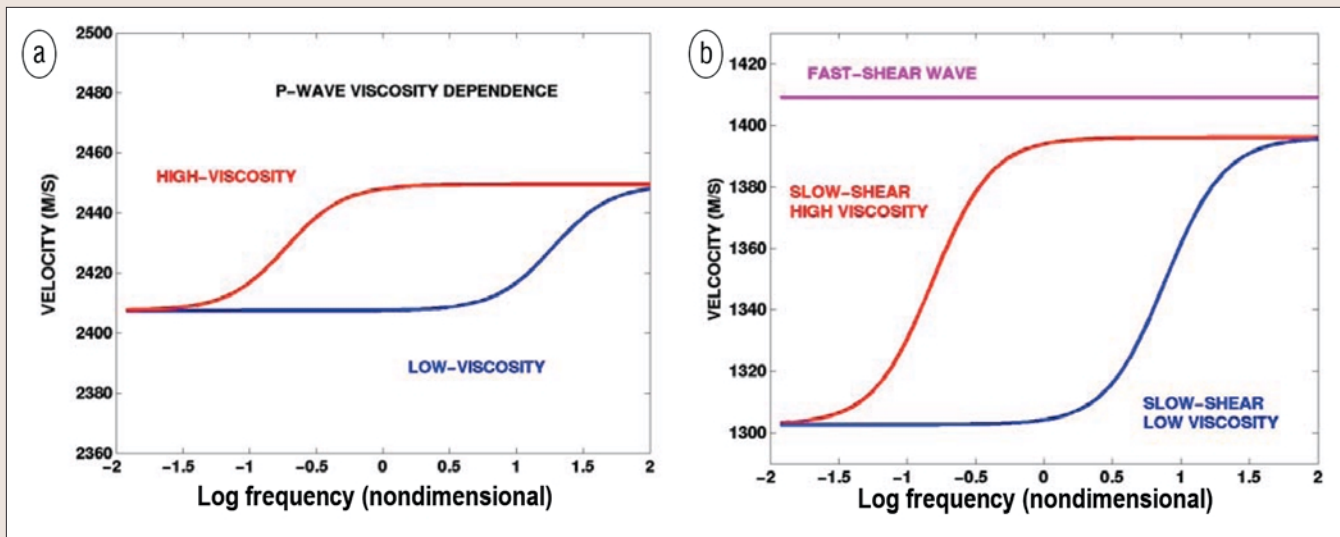 a
P-WAVE VISCOSITY DEPENDENCE
HIGH-VISCOSITY
LOW-VISCOSITY
VELOCITY (M/S)
2500
2480
2460
2440
2420
2400
2380
2360
-2
-1.5
-1
-0.5
0
0.5
1
1.5
2
Log frequency (nondimensional)
b
FAST-SHEAR WAVE
SLOW-SHEAR
HIGH VISCOSITY
SLOW-SHEAR
LOW VISCOSITY
VELCOCITY (M/S)
1420
1400
1380
1360
1340
1320
1300
-2
-1.5
-1
-0.5
0
0.5
1
1.5
2
Log frequency (nondimensional)